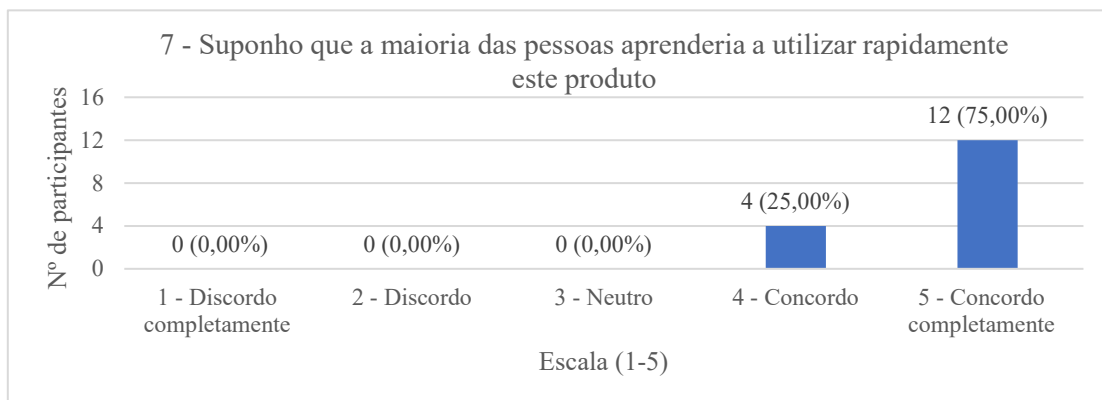 7 - Suponho que a maioria das pessoas aprenderia a utilizar rapidamente
este produto
Nº de participantes
16
12
8
4
0
0 (0,00%)
0 (0,00%)
0 (0,00%)
4 (25,00%)
12 (75,00%)
1 - Discordo
completamente
2 - Discordo
3 - Neutro
4 - Concordo
5 - Concordo
completamente
Escala (1-5)